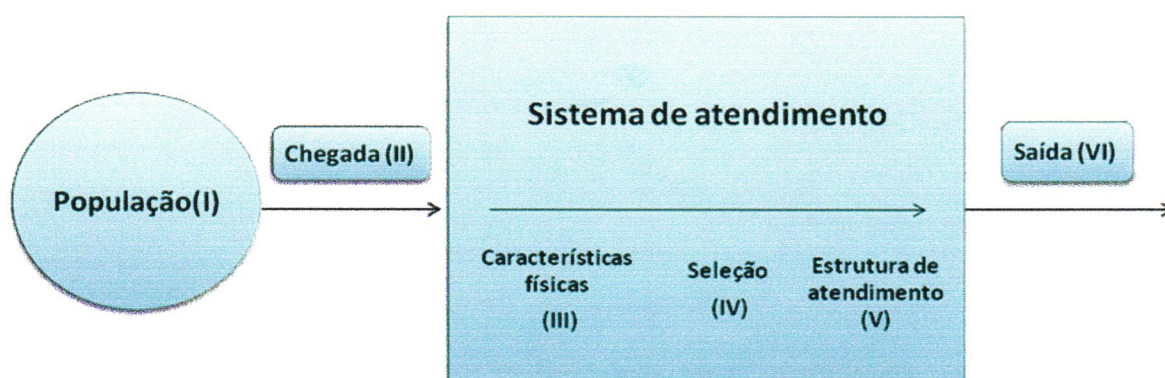 Sistema de atendimento
Chegada (II)
Saída (VI)
População(I)
Características
físicas
(III)
Seleção
(IV)
Estrutura de
atendimento
(V)